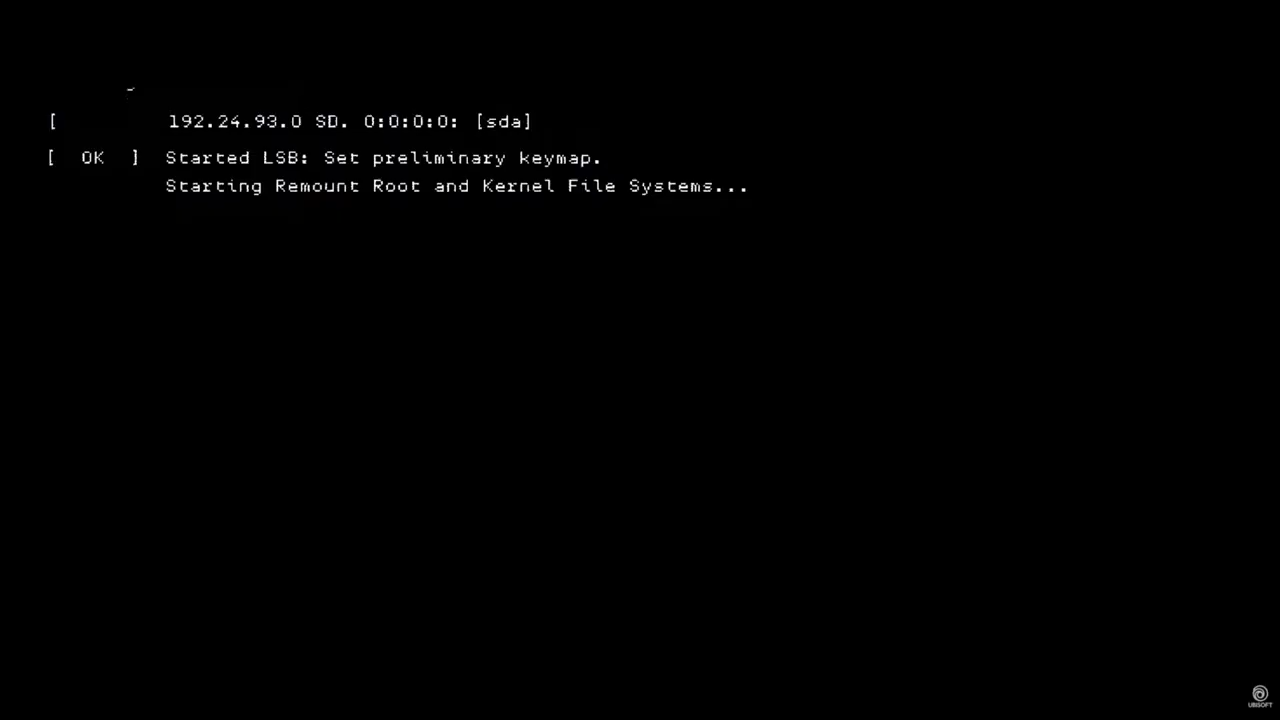 [ 192.24.93.0 SD. 0:0:0:0: [sda]
[ OK ] Started LSB: Set preliminary keymap.
Starting Remount Root and Kernel File Systems...
UBISOFT